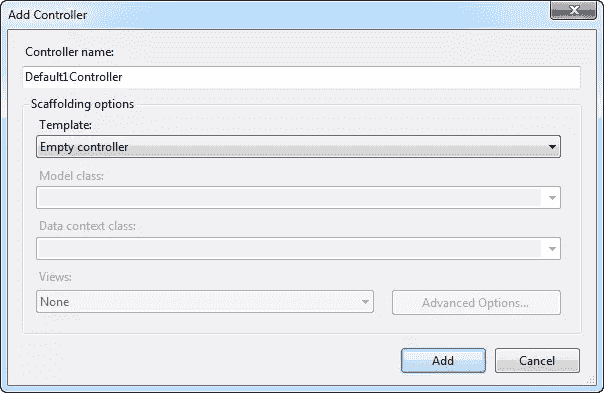 Add Controller
Controller name:
Default1Controller
Scaffolding options
Template:
Empty controller
Model class:
Data context class:
Views:
None
Advanced Options...
Add
Cancel